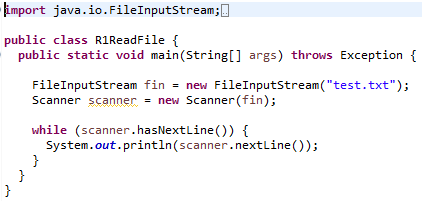 import java.io.FileInputStream;

public class R1ReadFile {
  public static void main(String[] args) throws Exception {

    FileInputStream fin = new FileInputStream("test.txt");
    Scanner scanner = new Scanner(fin);

    while (scanner.hasNextLine()) {
      System.out.println(scanner.nextLine());
    }
  }
}